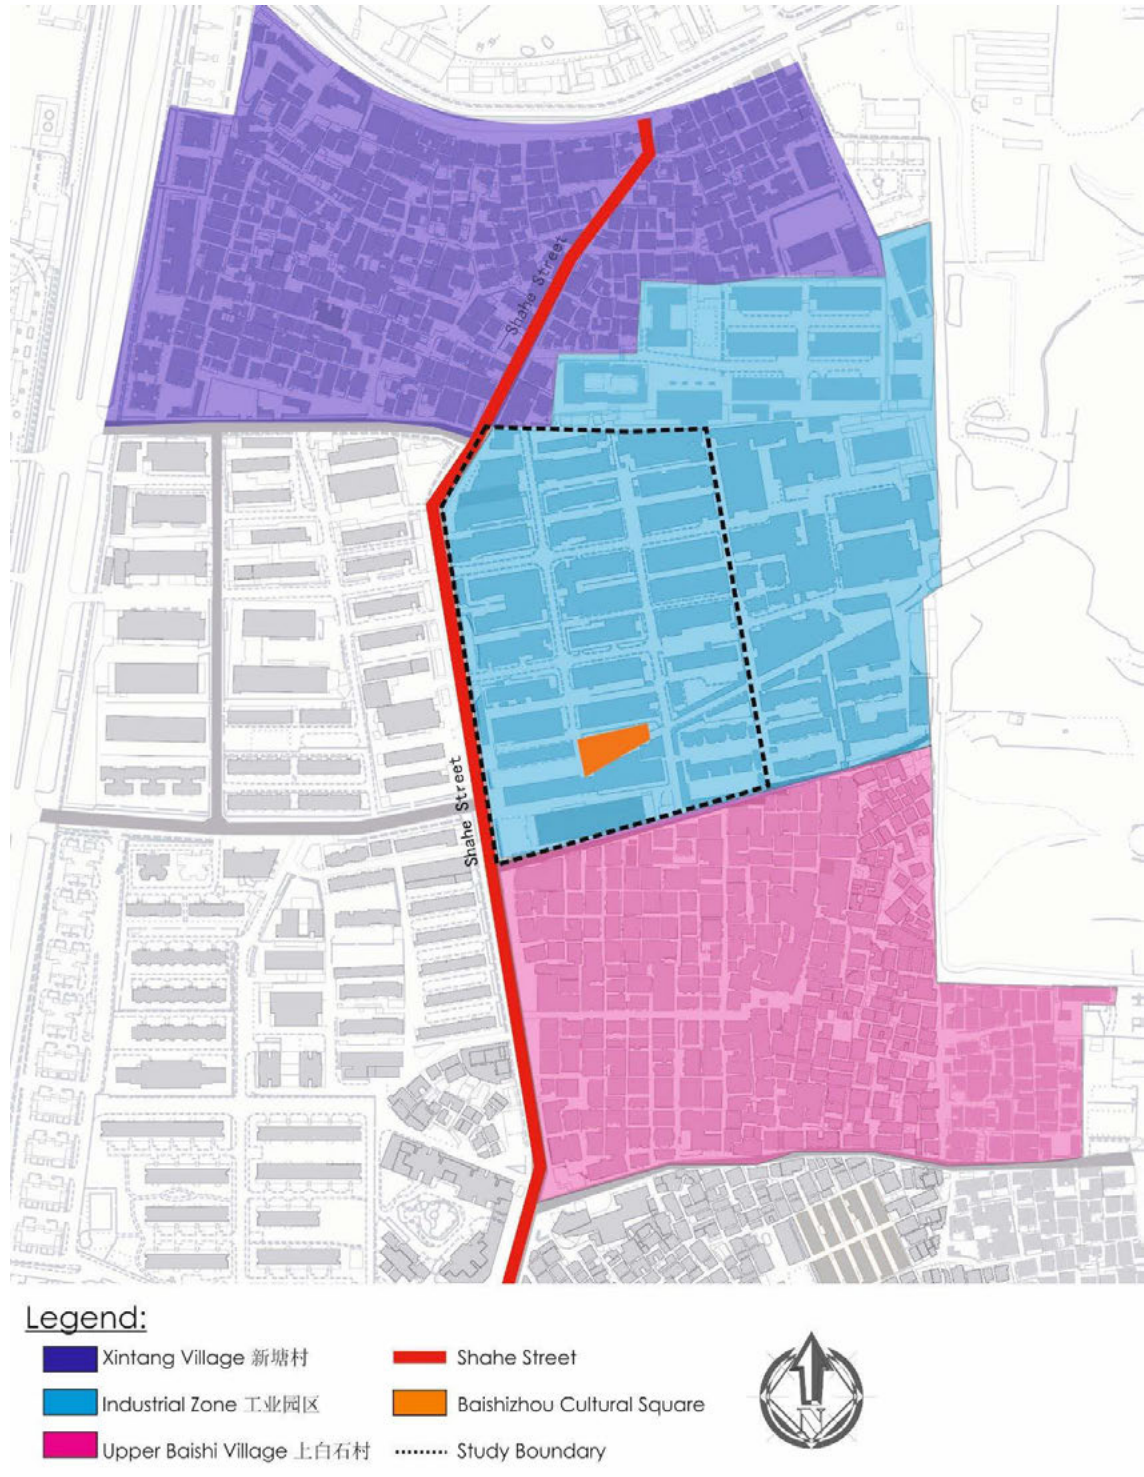 Shahe Street
Shahe Street
Legend:
Xintang Village 新塘村
Shahe Street
Industrial Zone 工业园区
Baishizhou Cultural Square
Upper Baishi Village 上白石村
Study Boundary
N